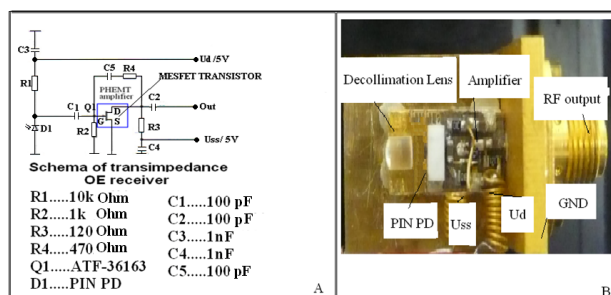 C3
Ud /5V
C5
R4
MESFET TRANSISTOR
R1
PHEMT
amplifier
C1
Q1
D
G
S
C2
Out
R2
R3
D1
Uss/ 5V
C4
Schema of transimpedance
OE receiver
R1.....10k Ohm
R2.....1k Ohm
R3.....120 Ohm
R4.....470 Ohm
Q1.....ATF-36163
D1.....PIN PD
C1.....100 pF
C2.....100 pF
C3.....1nF
C4.....1nF
C5.....100 pF
A
Decollimation Lens
Amplifier
RF output
PIN PD
Uss
Ud
GND
B